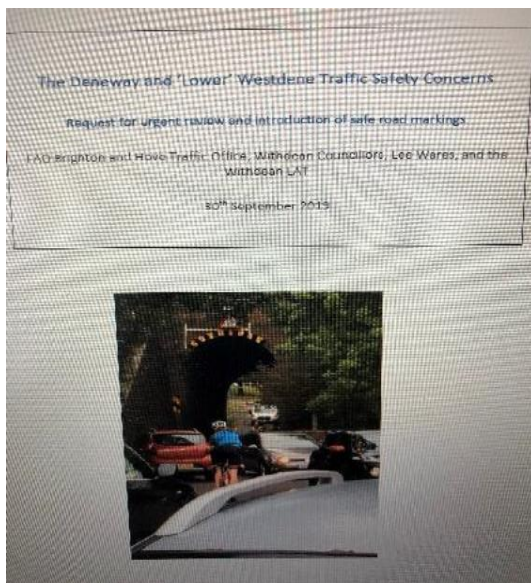 The Deneway and 'Lower' Westdene Traffic Safety Concerns
Request for urgent review and introduction of safe road markings
FAO Brighton and Hove Traffic Office, Withdean Councillors, Lee Wares, and the
Withdean LAT
30th September 2019